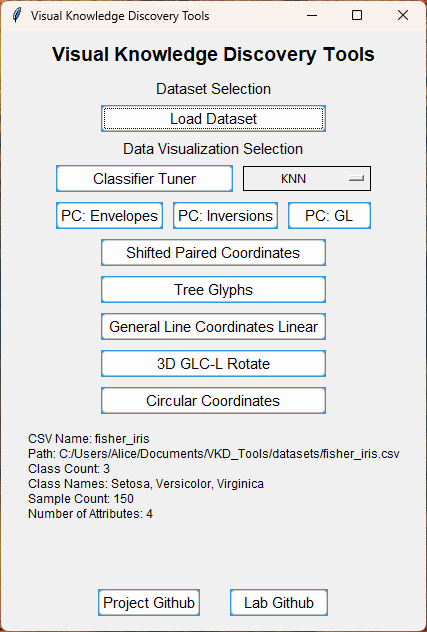 Visual Knowledge Discovery Tools
Visual Knowledge Discovery Tools
Dataset Selection
Load Dataset
Data Visualization Selection
Classifier Tuner KNN
PC: Envelopes PC: Inversions PC: GL
Shifted Paired Coordinates
Tree Glyphs
General Line Coordinates Linear
3D GLC-L Rotate
Circular Coordinates
CSV Name: fisher_iris
Path: C:/Users/Alice/Documents/VKD_Tools/datasets/fisher_iris.csv
Class Count: 3
Class Names: Setosa, Versicolor, Virginica
Sample Count: 150
Number of Attributes: 4
Project Github Lab Github